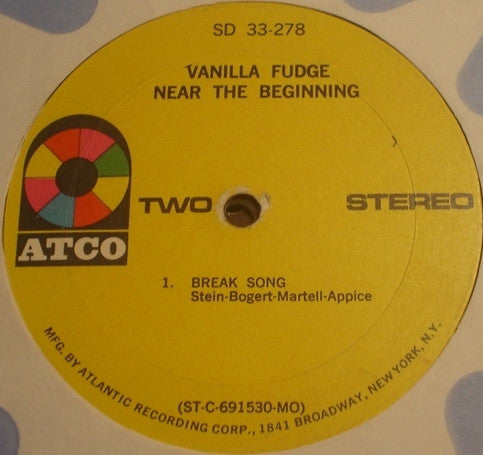 SD 33-278
VANILLA FUDGE
NEAR THE BEGINNING
ATCO
TWO
STEREO
1. BREAK SONG
Stein-Bogert-Martell-Appice
(ST-C-691530-MO)
MFG. BY ATLANTIC RECORDING CORP., 1841 BROADWAY, NEW YORK, N.Y.